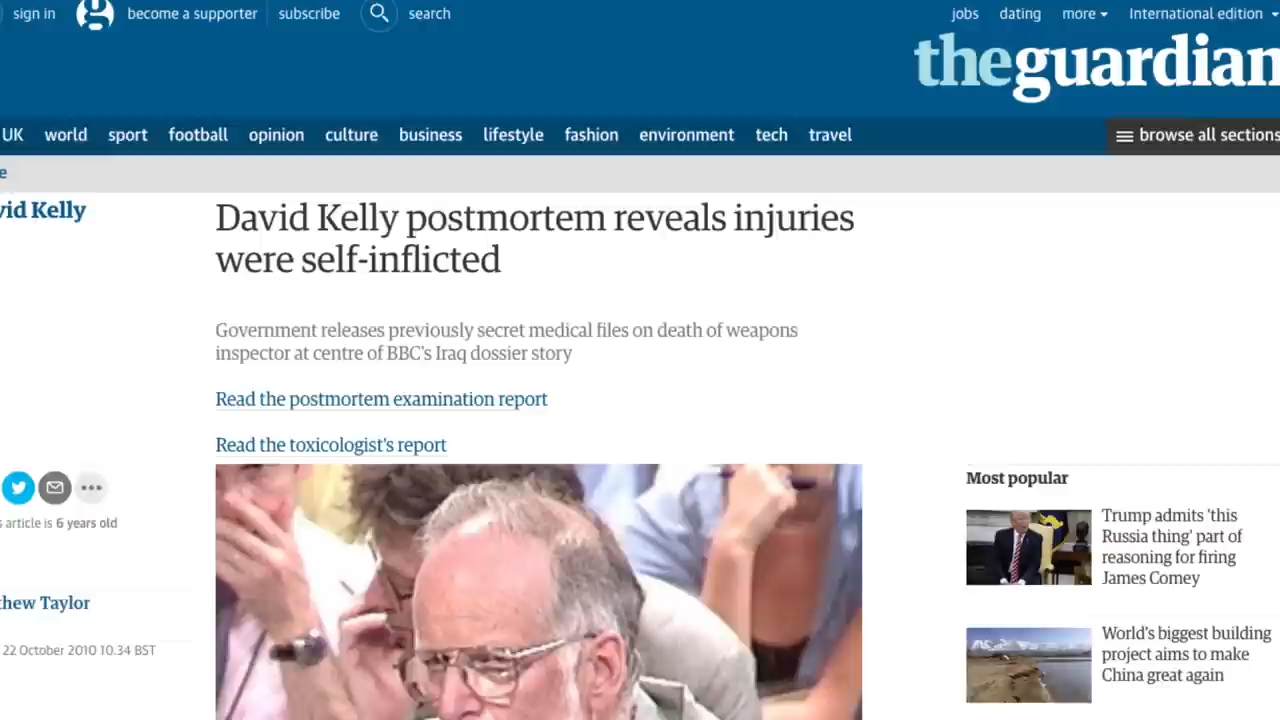 sign in
become a supporter
subscribe
search
jobs
dating
more
International edition
theguardian
UK
world
sport
football
opinion
culture
business
lifestyle
fashion
environment
tech
travel
browse all sections
e
vid Kelly
David Kelly postmortem reveals injuries
were self-inflicted
Government releases previously secret medical files on death of weapons
inspector at centre of BBC's Iraq dossier story
Read the postmortem examination report
Read the toxicologist's report
s article is 6 years old
hew Taylor
22 October 2010 10.34 BST
Most popular
Trump admits 'this
Russia thing' part of
reasoning for firing
James Comey
World's biggest building
project aims to make
China great again